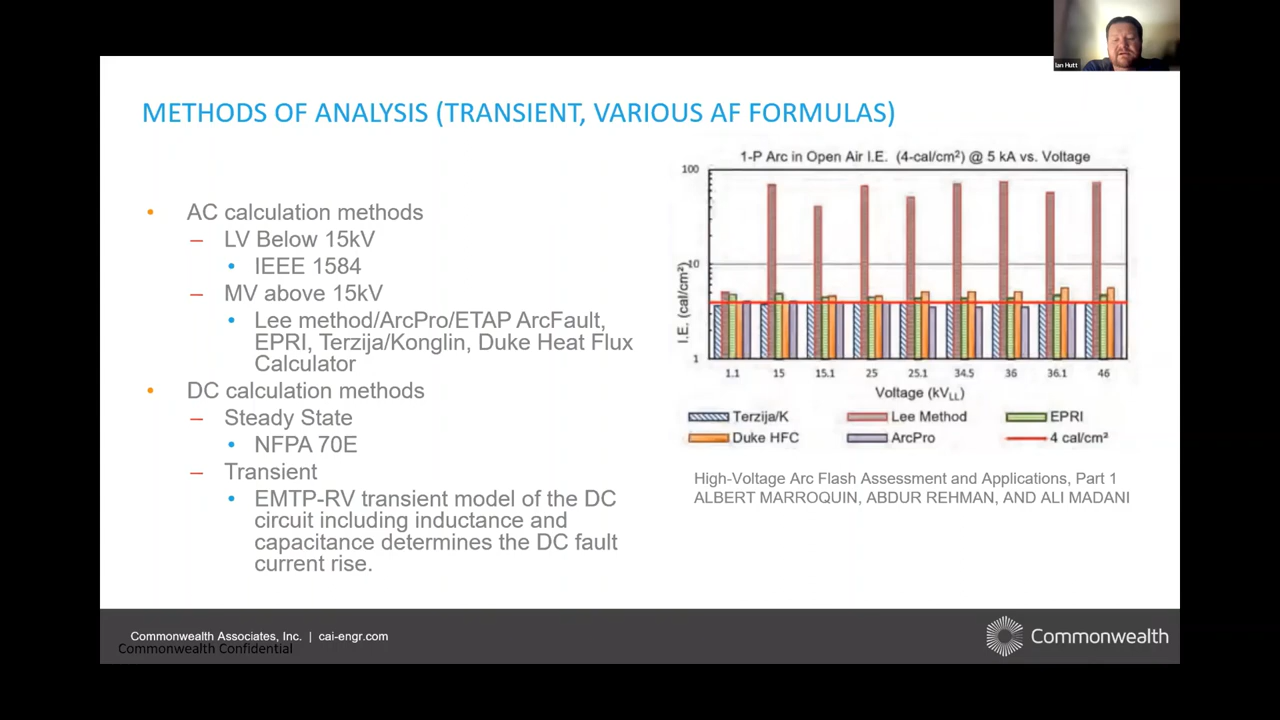 Ian Hutt
METHODS OF ANALYSIS (TRANSIENT, VARIOUS AF FORMULAS)
• AC calculation methods
– LV Below 15kV
• IEEE 1584
– MV above 15kV
• Lee method/ArcPro/ETAP ArcFault,
EPRI, Terzija/Konglin, Duke Heat Flux
Calculator
• DC calculation methods
– Steady State
• NFPA 70E
– Transient
• EMTP-RV transient model of the DC
circuit including inductance and
capacitance determines the DC fault
current rise.
1-P Arc in Open Air I.E. (4-cal/cm²) @ 5 kA vs. Voltage
100
10
1
I.E. (cal/cm²)
1.1 15 15.1 25 25.1 34.5 36 36.1 46
Voltage (kVLL)
Terzija/K Lee Method EPRI
Duke HFC ArcPro 4 cal/cm²
High-Voltage Arc Flash Assessment and Applications, Part 1
ALBERT MARROQUIN, ABDUR REHMAN, AND ALI MADANI
Commonwealth Associates, Inc. | cai-engr.com
Commonwealth Confidential
Commonwealth